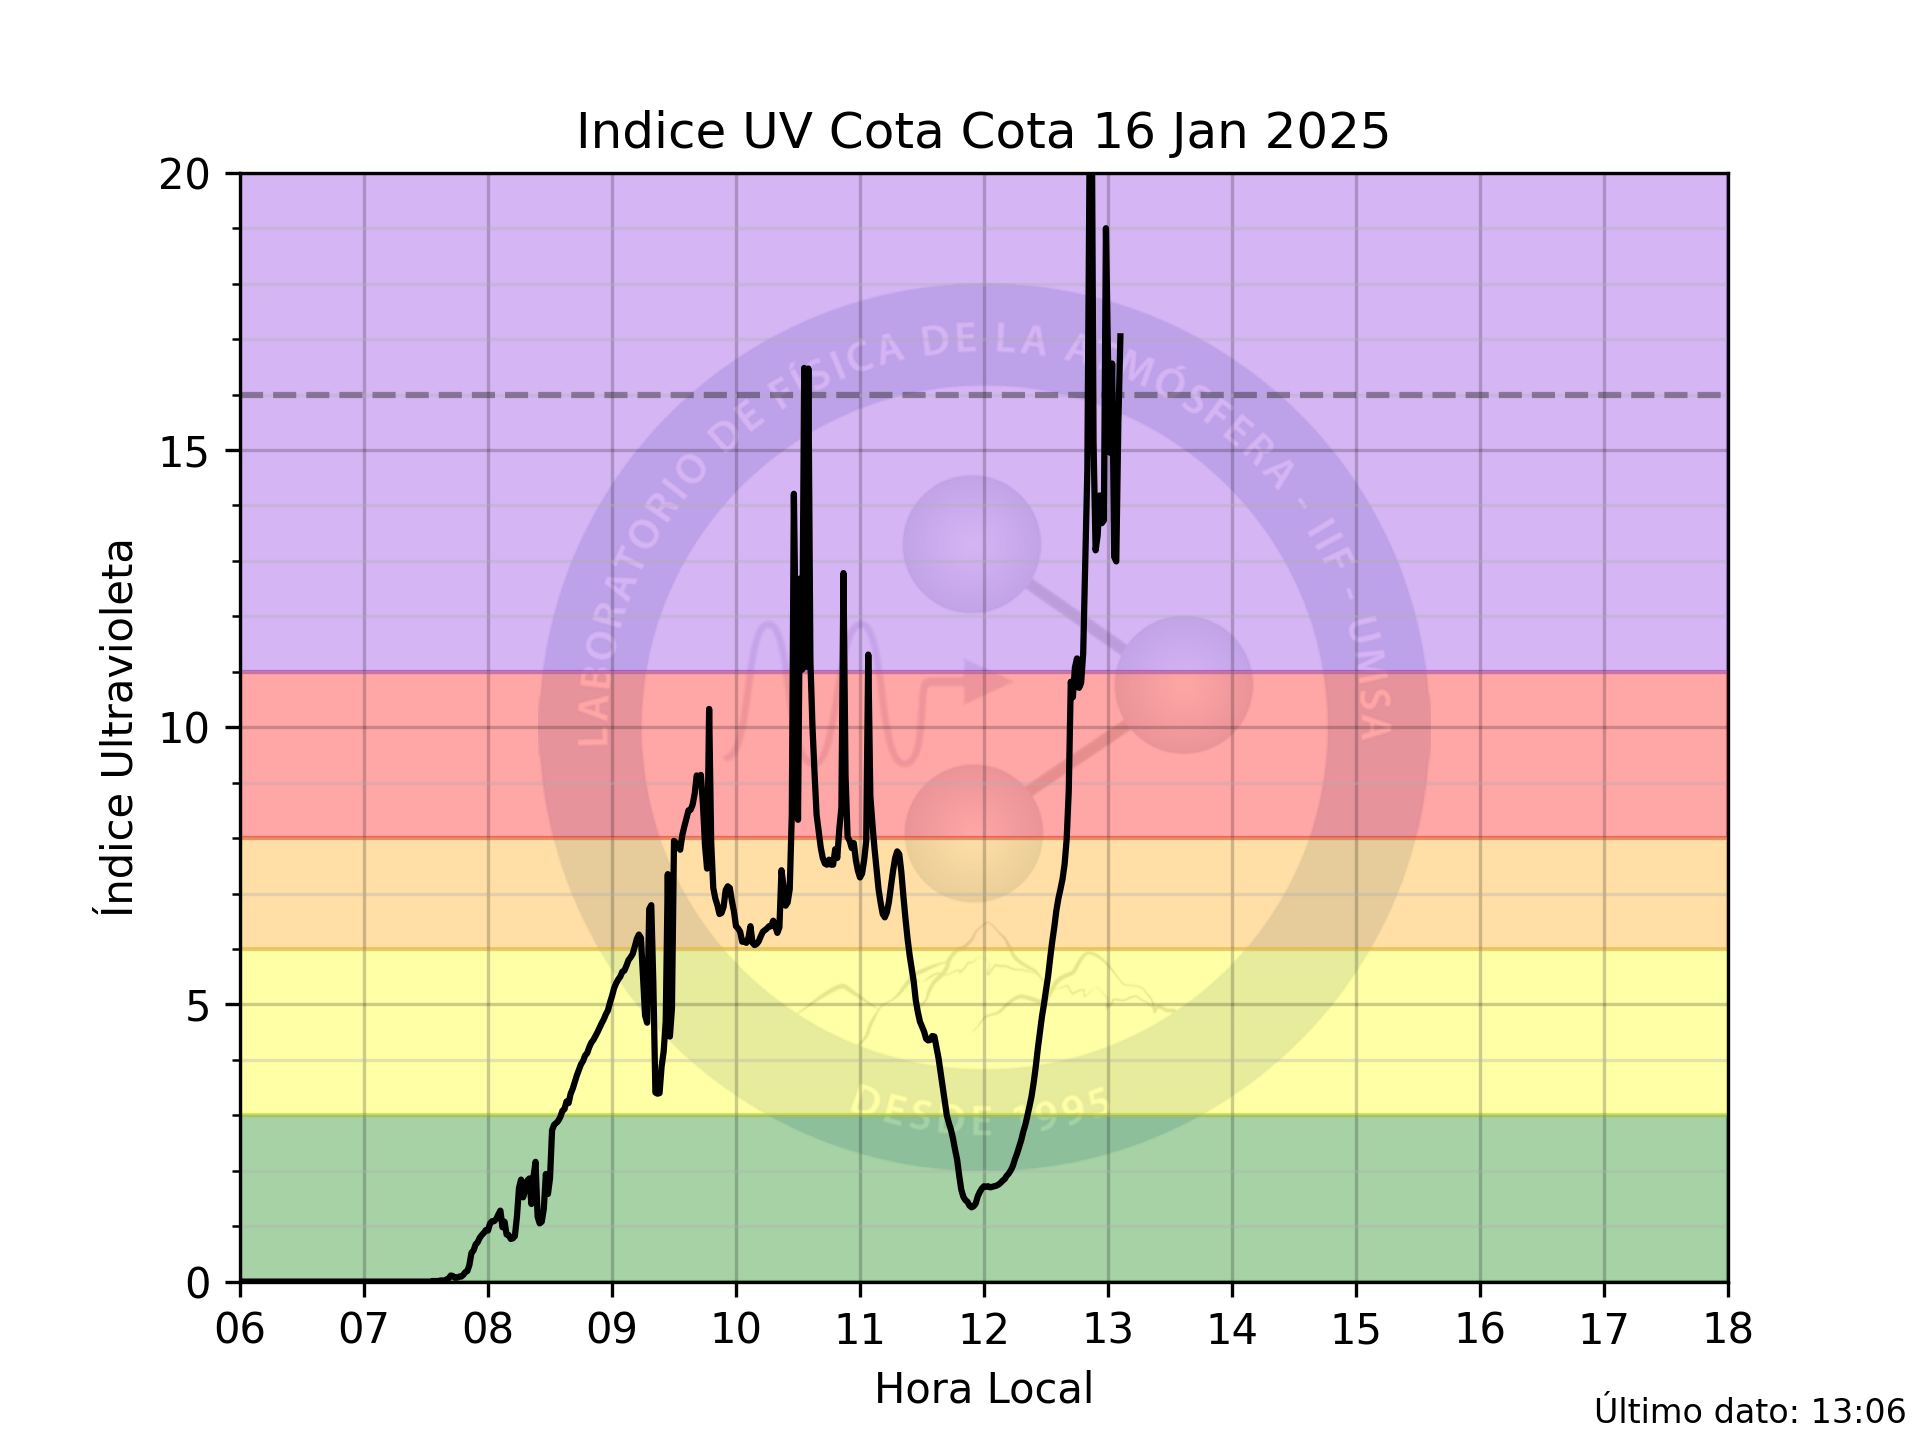 Indice UV Cota Cota 16 Jan 2025
20
15
10
5
0
Índice Ultravioleta
LABORATORIO DE FÍSICA DE LA ATMÓSFERA - IIF - UMSA
DESDE 1995
06 07 08 09 10 11 12 13 14 15 16 17 18
Hora Local
Último dato: 13:06